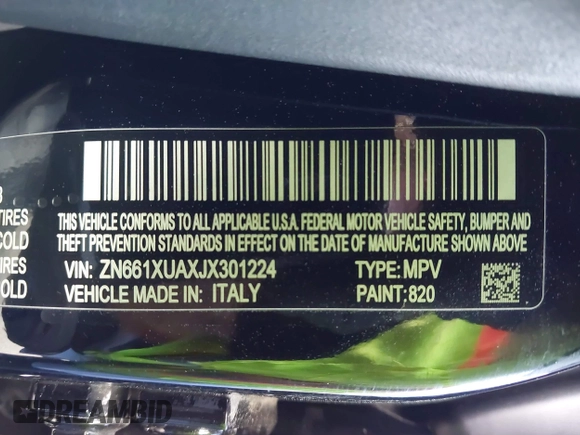 TIRES
COLD
THIS VEHICLE CONFORMS TO ALL APPLICABLE U.S.A. FEDERAL MOTOR VEHICLE SAFETY, BUMPER AND
THEFT PREVENTION STANDARDS IN EFFECT ON THE DATE OF MANUFACTURE SHOWN ABOVE
TIRES
VIN: ZN661XUAXJX301224 TYPE: MPV
COLD
VEHICLE MADE IN: ITALY PAINT: 820
DREAMBID